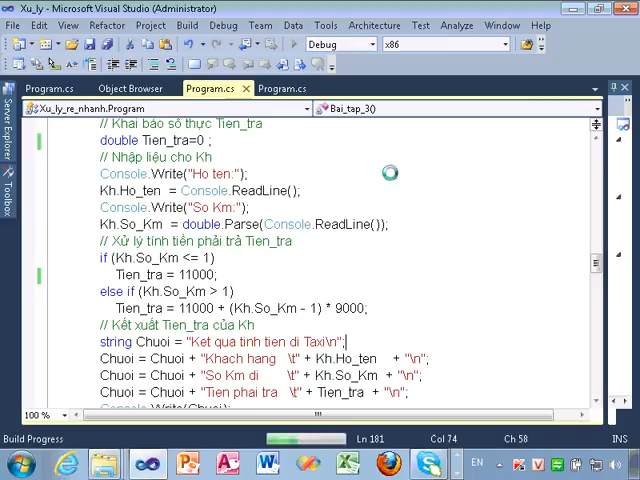 Xu_ly - Microsoft Visual Studio (Administrator)
File Edit View Refactor Project Build Debug Team Data Tools Architecture Test Analyze Window Help
Debug x86
Program.cs Object Browser Program.cs Program.cs
Xu_ly_re_nhanh.Program Bai_tap_3()
Server Explorer
Toolbox
// Khai báo số thực Tien_tra
double Tien_tra=0 ;
// Nhập liệu cho Kh
Console.Write("Ho ten:");
Kh.Ho_ten = Console.ReadLine();
Console.Write("So Km:");
Kh.So_Km = double.Parse(Console.ReadLine());
// Xử lý tính tiền phải trả Tien_tra
if (Kh.So_Km <= 1)
Tien_tra = 11000;
else if (Kh.So_Km > 1)
Tien_tra = 11000 + (Kh.So_Km - 1) * 9000;
// Kết xuất Tien_tra của Kh
string Chuoi = "Ket qua tinh tien di Taxi\n";
Chuoi = Chuoi + "Khach hang \t" + Kh.Ho_ten + "\n";
Chuoi = Chuoi + "So Km di \t" + Kh.So_Km + "\n";
Chuoi = Chuoi + "Tien phai tra \t" + Tien_tra + "\n";
Console.Write(Chuoi);
100 %
Build Progress Ln 181 Col 74 Ch 58 INS
EN